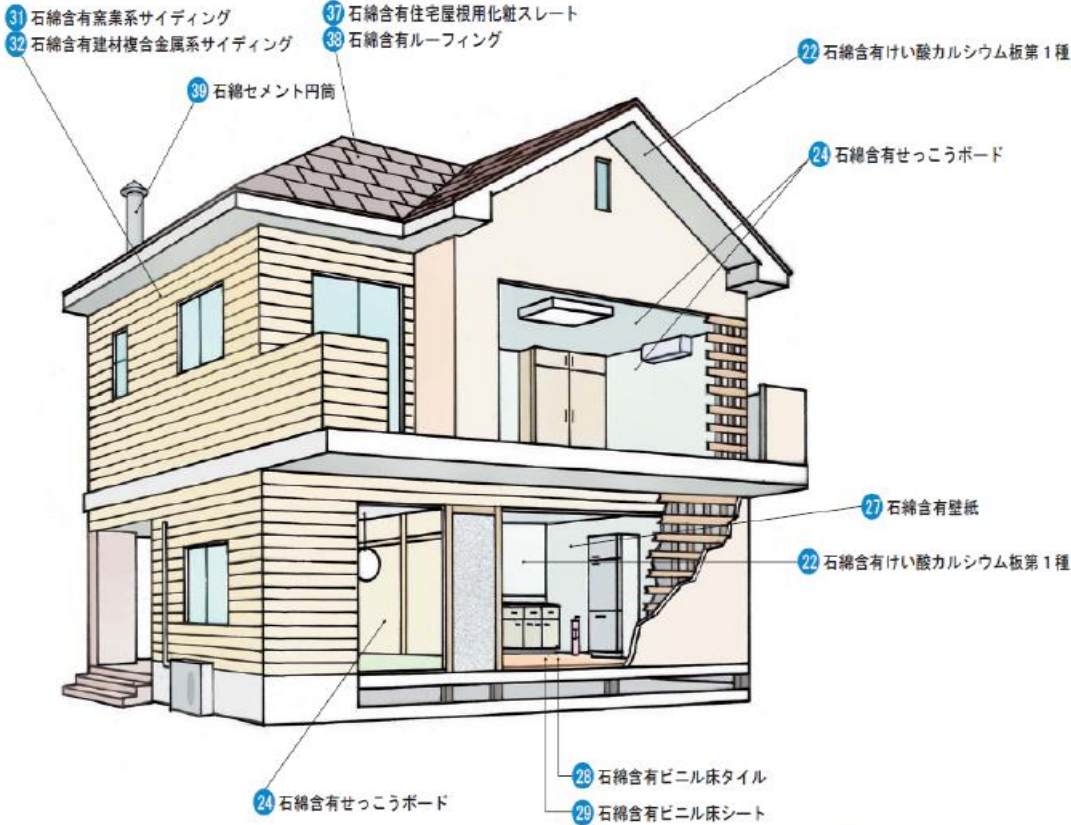 31 石綿含有窯業系サイディング
32 石綿含有建材複合金属系サイディング
37 石綿含有住宅屋根用化粧スレート
38 石綿含有ルーフィング
39 石綿セメント円筒
22 石綿含有けい酸カルシウム板第１種
24 石綿含有せっこうボード
27 石綿含有壁紙
22 石綿含有けい酸カルシウム板第１種
28 石綿含有ビニル床タイル
29 石綿含有ビニル床シート
24 石綿含有せっこうボード